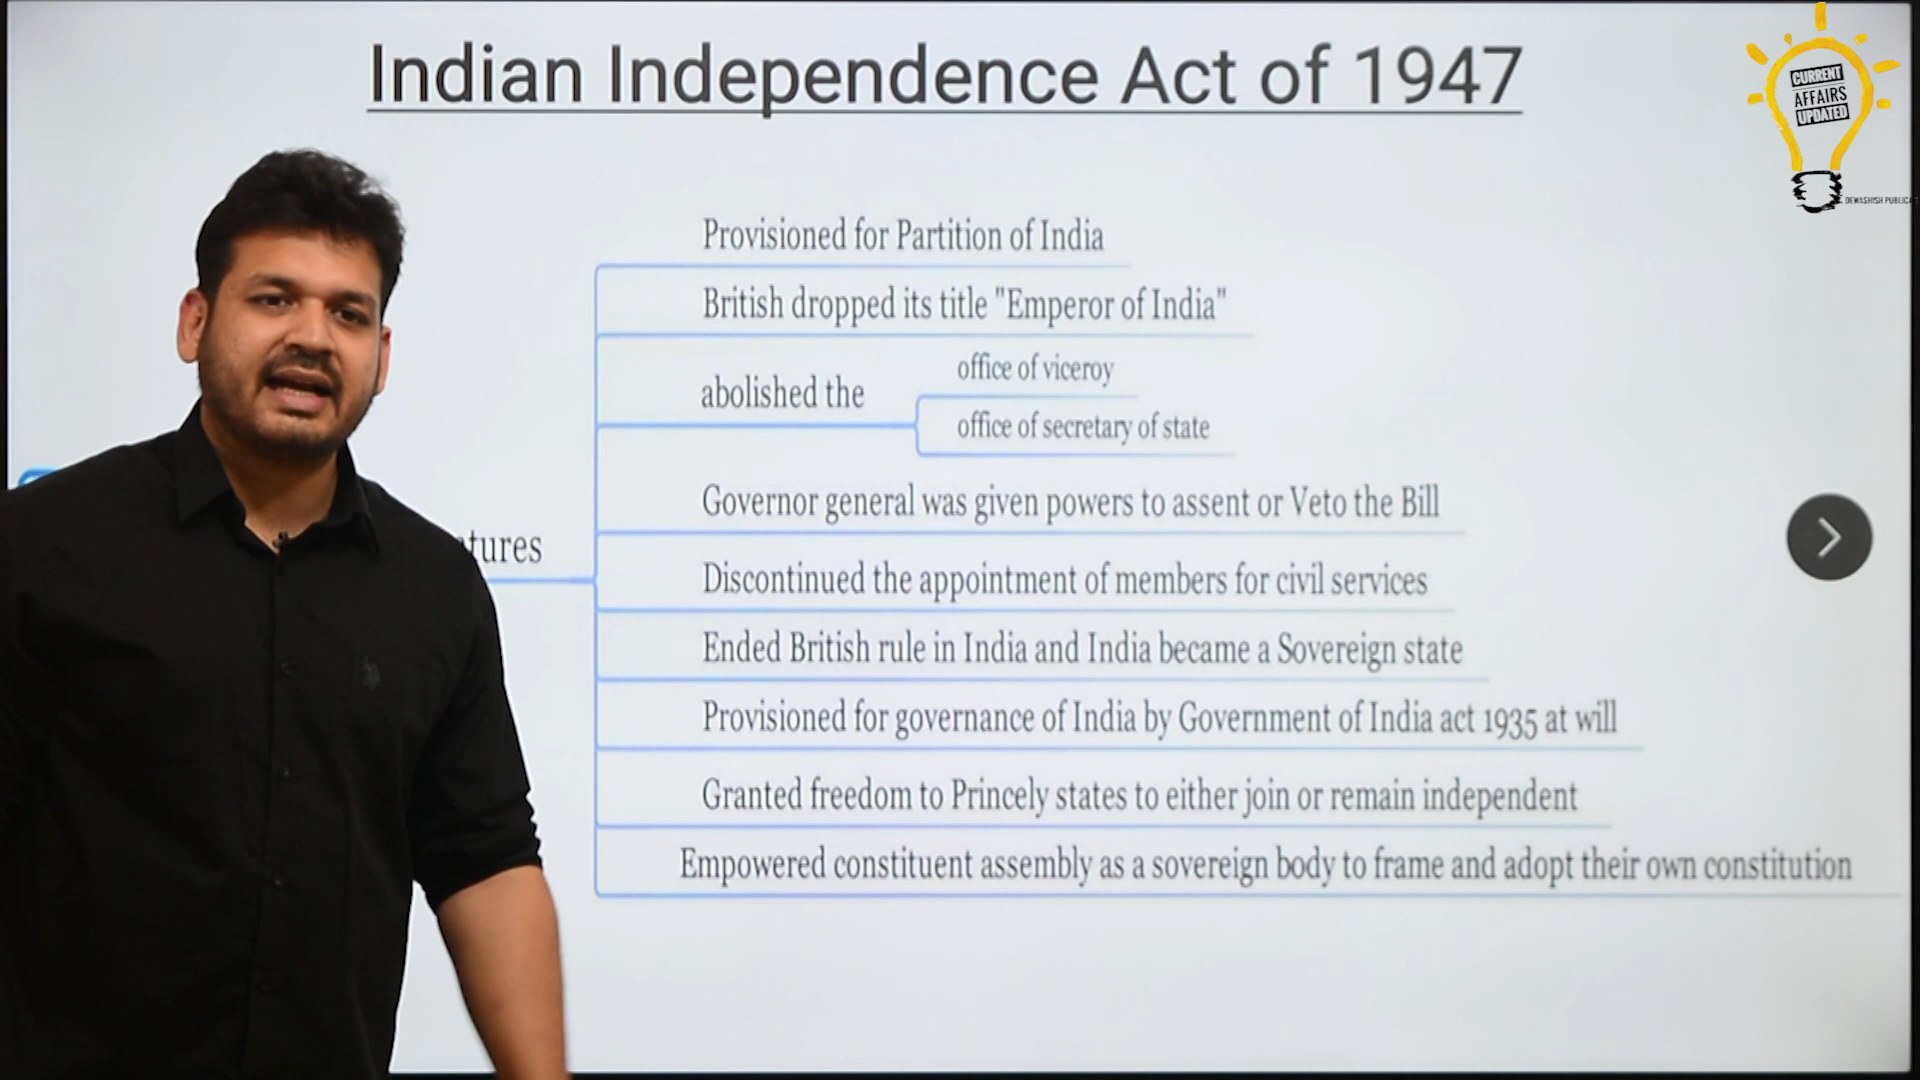 Indian Independence Act of 1947
CURRENT
AFFAIRS
UPDATED
DEWASHISH
Provisioned for Partition of India
British dropped its title "Emperor of India"
abolished the
office of viceroy
office of secretary of state
Governor general was given powers to assent or Veto the Bill
tures
Discontinued the appointment of members for civil services
Ended British rule in India and India became a Sovereign state
Provisioned for governance of India by Government of India act 1935 at will
Granted freedom to Princely states to either join or remain independent
Empowered constituent assembly as a sovereign body to frame and adopt their own constitution